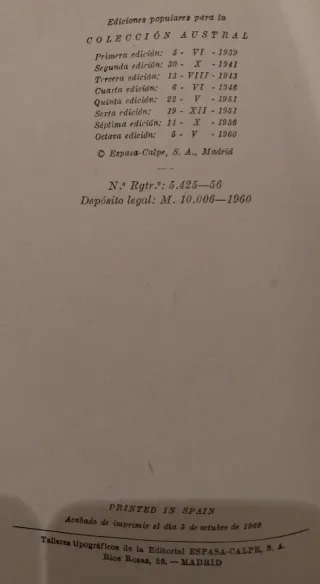 Ediciones populares para la
COLECCIÓN AUSTRAL
Primera edición: 5 - VI - 1939
Segunda edición: 30 - X - 1941
Tercera edición: 13 - VIII - 1943
Cuarta edición: 6 - VI - 1946
Quinta edición: 22 - V - 1951
Sexta edición: 19 - XII - 1951
Séptima edición: 11 - X - 1956
Octava edición: 5 - V - 1960
© Espasa-Calpe, S. A., Madrid
N.º Rgtr.º: 5.425—56
Depósito legal: M. 10.006—1960
PRINTED IN SPAIN
Acabado de imprimir el día 5 de octubre de 1960
Talleres tipográficos de la Editorial ESPASA-CALPE, S. A.
Ríos Rosas, 26. — MADRID